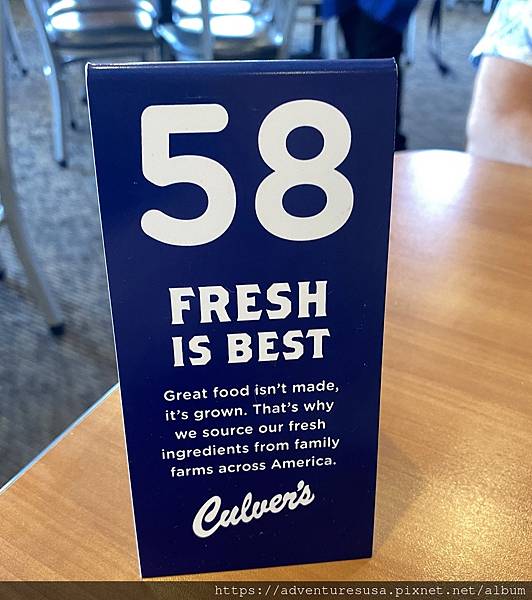 58
FRESH
IS BEST
Great food isn't made,
it's grown. That's why
we source our fresh
ingredients from family
farms across America.
Culver's
https://adventuresusa.pixnet.net/album